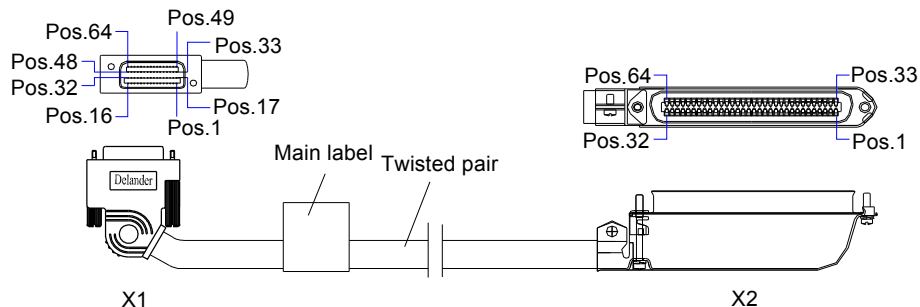 Pos.64
Pos.49
Pos.33
Pos.48
Pos.32
Pos.16
Pos.17
Pos.1
Pos.64
Pos.33
Pos.32
Pos.1
Main label
Twisted pair
Delander
X1
X2